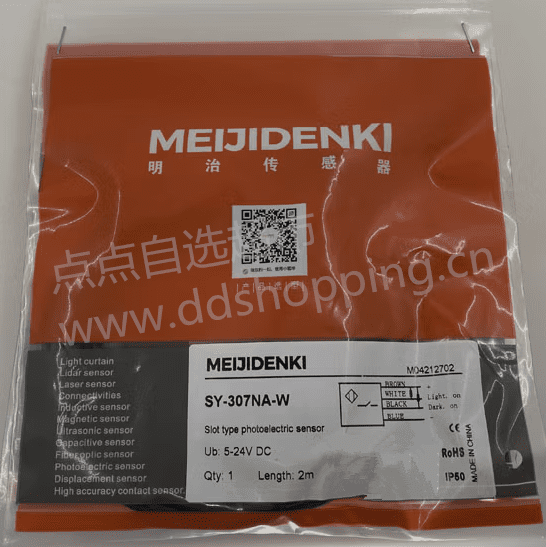 MEIJIDENKI
明治传感器
点点自选
www.ddshopping.cn
Light curtain
Lidar sensor
Laser sensor
Connectivities
Inductive sensor
Magnetic sensor
Ultrasonic sensor
Capacitive sensor
Fiber optic sensor
Photoelectric sensor
Displacement sensor
High accuracy contact sensor
MEIJIDENKI
M04212702
SY-307NA-W
Slot type photoelectric sensor
Ub: 5-24V DC
Qty: 1 Length: 2m
BROWN +
WHITE Light. on
BLACK Dark. on
BLUE -
CE
RoHS
IP50
MADE IN CHINA